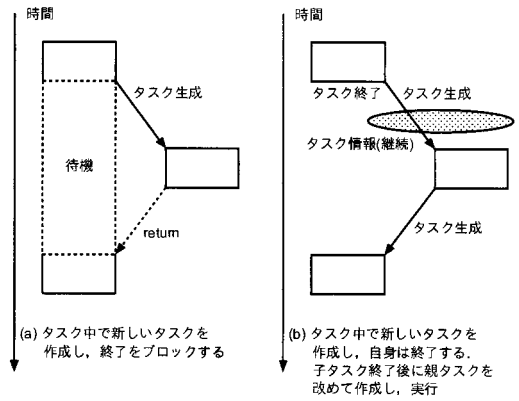 時間
タスク生成
待機
return
(a) タスク中で新しいタスクを
作成し，終了をブロックする
時間
タスク終了
タスク生成
タスク情報(継続)
タスク生成
(b) タスク中で新しいタスクを
作成し，自身は終了する．
子タスク終了後に親タスクを
改めて作成し，実行